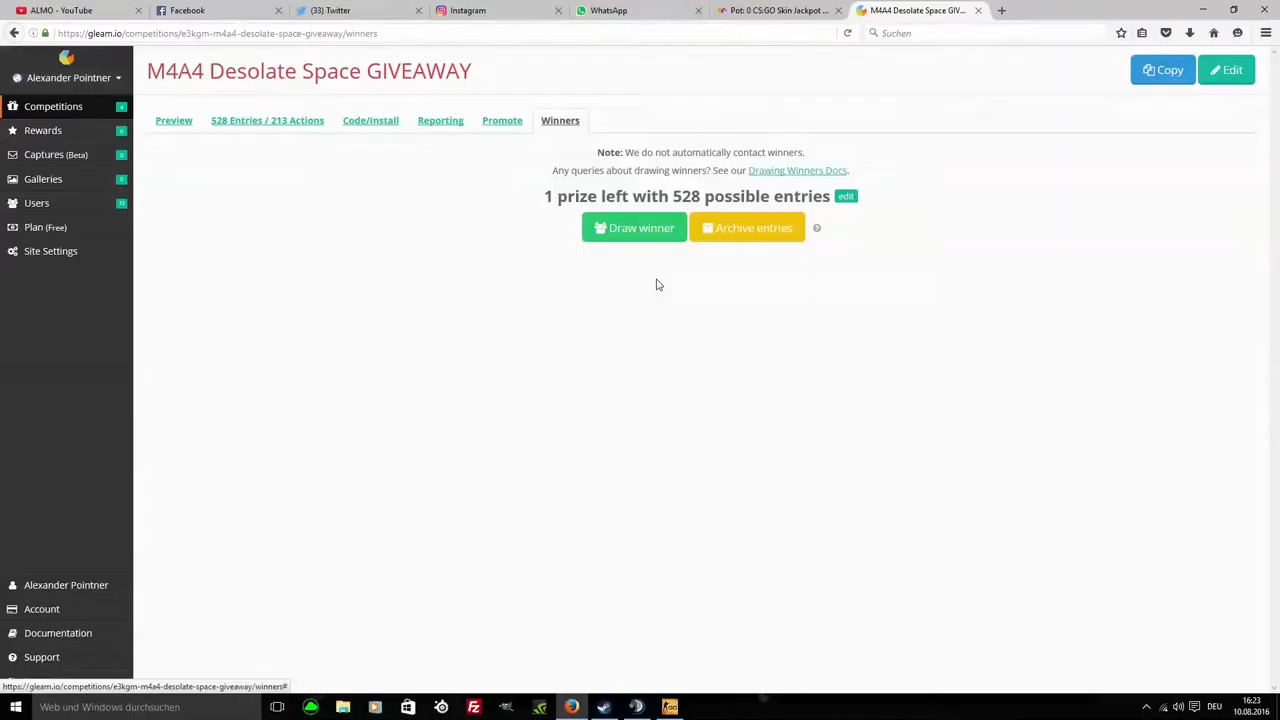 ALMO - YouTube
Facebook
(33) Twitter
Instagram
WhatsApp
Pot: 0 CS:GO Skin Jackpot ...
M4A4 Desolate Space GIV...
https://gleam.io/competitions/e3kgm-m4a4-desolate-space-giveaway/winners
Suchen
Alexander Pointner
M4A4 Desolate Space GIVEAWAY
Copy
Edit
Competitions 4
Rewards 0
Captures (Beta) 0
Galleries 0
Users 72
Plan (Free)
Site Settings
Preview
528 Entries / 213 Actions
Code/Install
Reporting
Promote
Winners
Note: We do not automatically contact winners.
Any queries about drawing winners? See our Drawing Winners Docs.
1 prize left with 528 possible entries edit
Draw winner
Archive entries
Alexander Pointner
Account
Documentation
Support
https://gleam.io/competitions/e3kgm-m4a4-desolate-space-giveaway/winners#
Web und Windows durchsuchen
DEU
16:23
10.08.2016